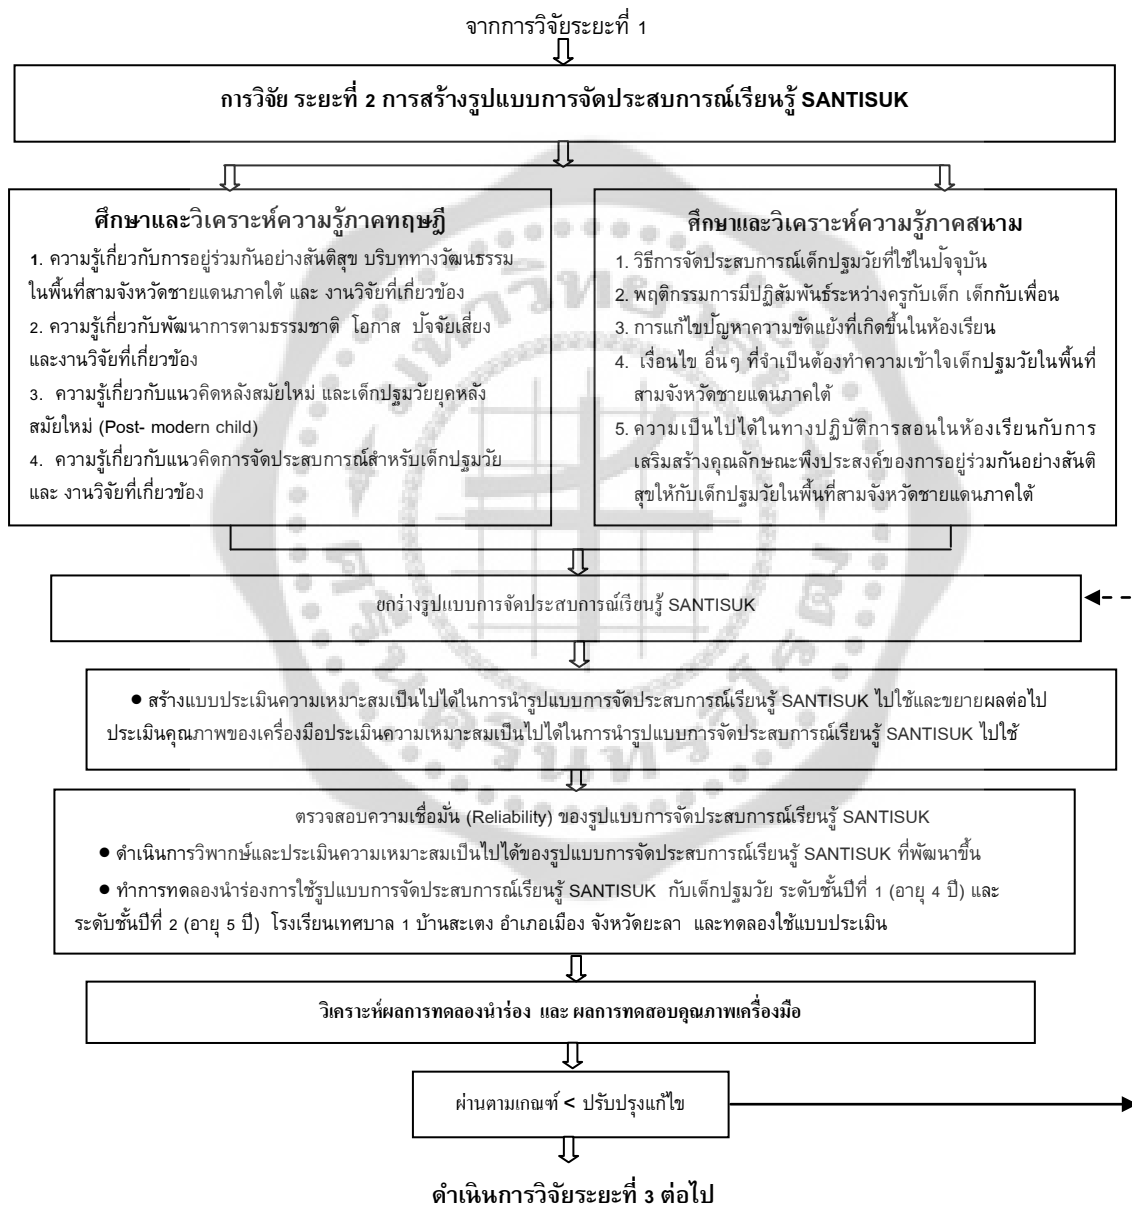 จากการวิจัยระยะที่ 1
การวิจัย ระยะที่ 2 การสร้างรูปแบบการจัดประสบการณ์เรียนรู้ SANTISUK
ศึกษาและวิเคราะห์ความรู้ภาคทฤษฎี
1. ความรู้เกี่ยวกับการอยู่ร่วมกันอย่างสันติสุข บริบททางวัฒนธรรม
ในพื้นที่สามจังหวัดชายแดนภาคใต้ และ งานวิจัยที่เกี่ยวข้อง
2. ความรู้เกี่ยวกับพัฒนาการตามธรรมชาติ โอกาส ปัจจัยเสี่ยง
และงานวิจัยที่เกี่ยวข้อง
3. ความรู้เกี่ยวกับแนวคิดหลังสมัยใหม่ และเด็กปฐมวัยยุคหลัง
สมัยใหม่ (Post- modern child)
4. ความรู้เกี่ยวกับแนวคิดการจัดประสบการณ์สำหรับเด็กปฐมวัย
และ งานวิจัยที่เกี่ยวข้อง
ศึกษาและวิเคราะห์ความรู้ภาคสนาม
1. วิธีการจัดประสบการณ์เด็กปฐมวัยที่ใช้ในปัจจุบัน
2. พฤติกรรมการมีปฏิสัมพันธ์ระหว่างครูกับเด็ก เด็กกับเพื่อน
3. การแก้ไขปัญหาความขัดแย้งที่เกิดขึ้นในห้องเรียน
4. เงื่อนไข อื่นๆ ที่จำเป็นต้องทำความเข้าใจเด็กปฐมวัยในพื้นที่
สามจังหวัดชายแดนภาคใต้
5. ความเป็นไปได้ในทางปฏิบัติการสอนในห้องเรียนกับการ
เสริมสร้างคุณลักษณะพึงประสงค์ของการอยู่ร่วมกันอย่างสันติ
สุขให้กับเด็กปฐมวัยในพื้นที่สามจังหวัดชายแดนภาคใต้
ยกร่างรูปแบบการจัดประสบการณ์เรียนรู้ SANTISUK
● สร้างแบบประเมินความเหมาะสมเป็นไปได้ในการนำรูปแบบการจัดประสบการณ์เรียนรู้ SANTISUK ไปใช้และขยายผลต่อไป
ประเมินคุณภาพของเครื่องมือประเมินความเหมาะสมเป็นไปได้ในการนำรูปแบบการจัดประสบการณ์เรียนรู้ SANTISUK ไปใช้
ตรวจสอบความเชื่อมั่น (Reliability) ของรูปแบบการจัดประสบการณ์เรียนรู้ SANTISUK
● ดำเนินการวิพากษ์และประเมินความเหมาะสมเป็นไปได้ของรูปแบบการจัดประสบการณ์เรียนรู้ SANTISUK ที่พัฒนาขึ้น
● ทำการทดลองนำร่องการใช้รูปแบบการจัดประสบการณ์เรียนรู้ SANTISUK กับเด็กปฐมวัย ระดับชั้นปีที่ 1 (อายุ 4 ปี) และ
ระดับชั้นปีที่ 2 (อายุ 5 ปี) โรงเรียนเทศบาล 1 บ้านสะเตง อำเภอเมือง จังหวัดยะลา และทดลองใช้แบบประเมิน
วิเคราะห์ผลการทดลองนำร่อง และ ผลการทดสอบคุณภาพเครื่องมือ
ผ่านตามเกณฑ์ < ปรับปรุงแก้ไข
ดำเนินการวิจัยระยะที่ 3 ต่อไป
มหาวิทยาลัย
ศรีนครินทรวิโรฒ